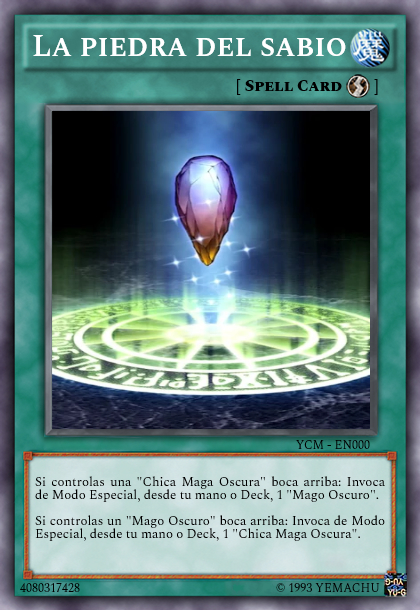 LA PIEDRA DEL SABIO 魔
[ SPELL CARD ]
YCM - EN000
Si controlas una "Chica Maga Oscura" boca arriba: Invoca
de Modo Especial, desde tu mano o Deck, 1 "Mago Oscuro".
Si controlas un "Mago Oscuro" boca arriba: Invoca de Modo
Especial, desde tu mano o Deck, 1 "Chica Maga Oscura".
4080317428 © 1993 YEMACHU